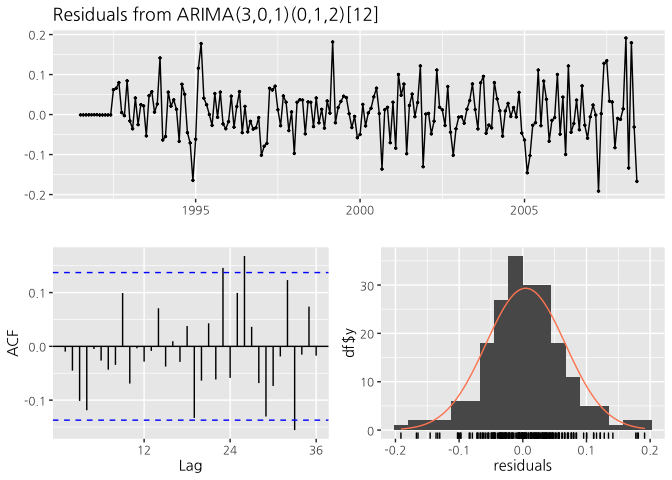 Residuals from ARIMA(3,0,1)(0,1,2)[12]
0.2
0.1
0.0
-0.1
-0.2
1995 2000 2005
ACF
0.1
0.0
-0.1
12 24 36
Lag
df$y
30
20
10
0
-0.2 -0.1 0.0 0.1 0.2
residuals